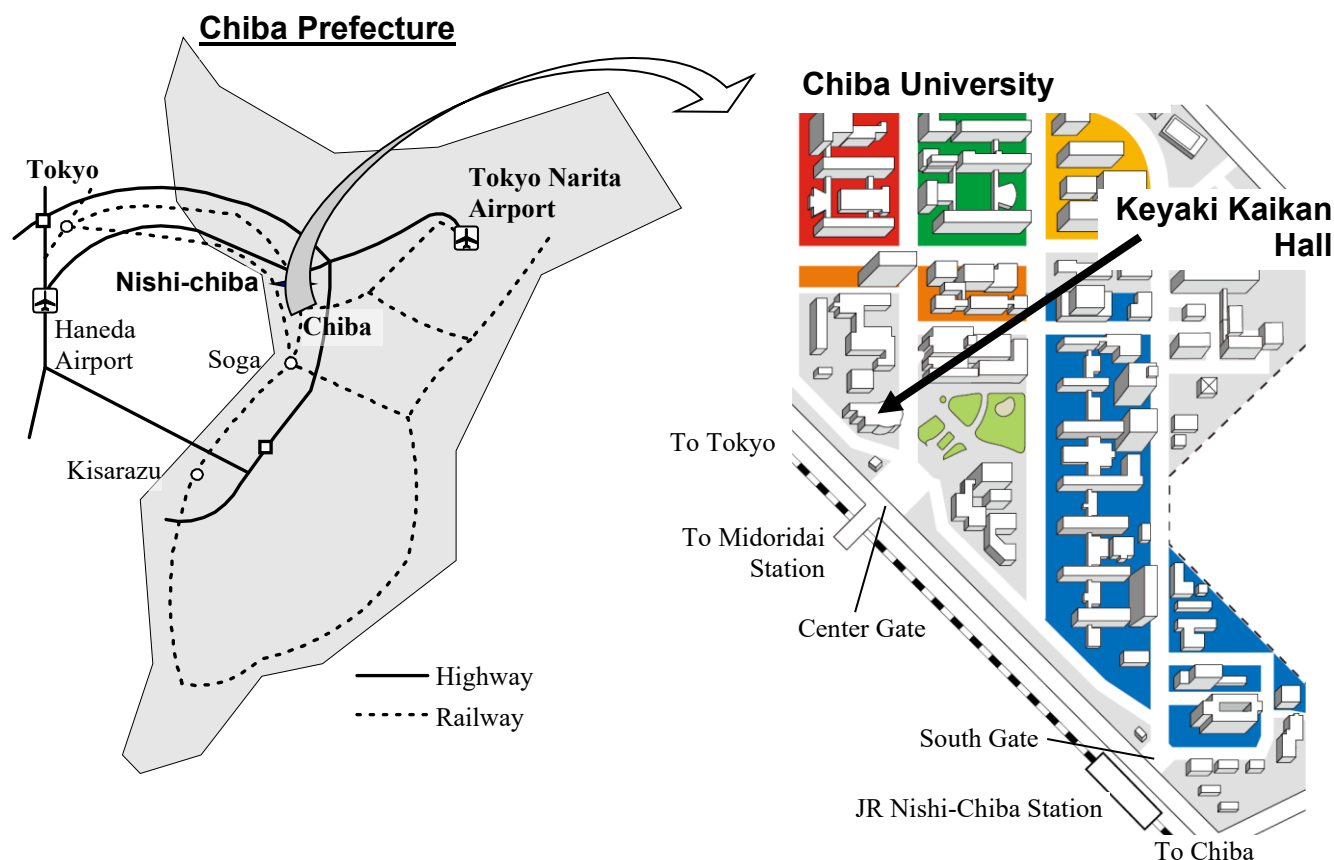 Chiba Prefecture
Tokyo
Tokyo Narita
Airport
Nishi-chiba
Haneda
Airport
Chiba
Soga
Kisarazu
Highway
Railway
Chiba University
Keyaki Kaikan
Hall
To Tokyo
To Midoridai
Station
Center Gate
South Gate
JR Nishi-Chiba Station
To Chiba